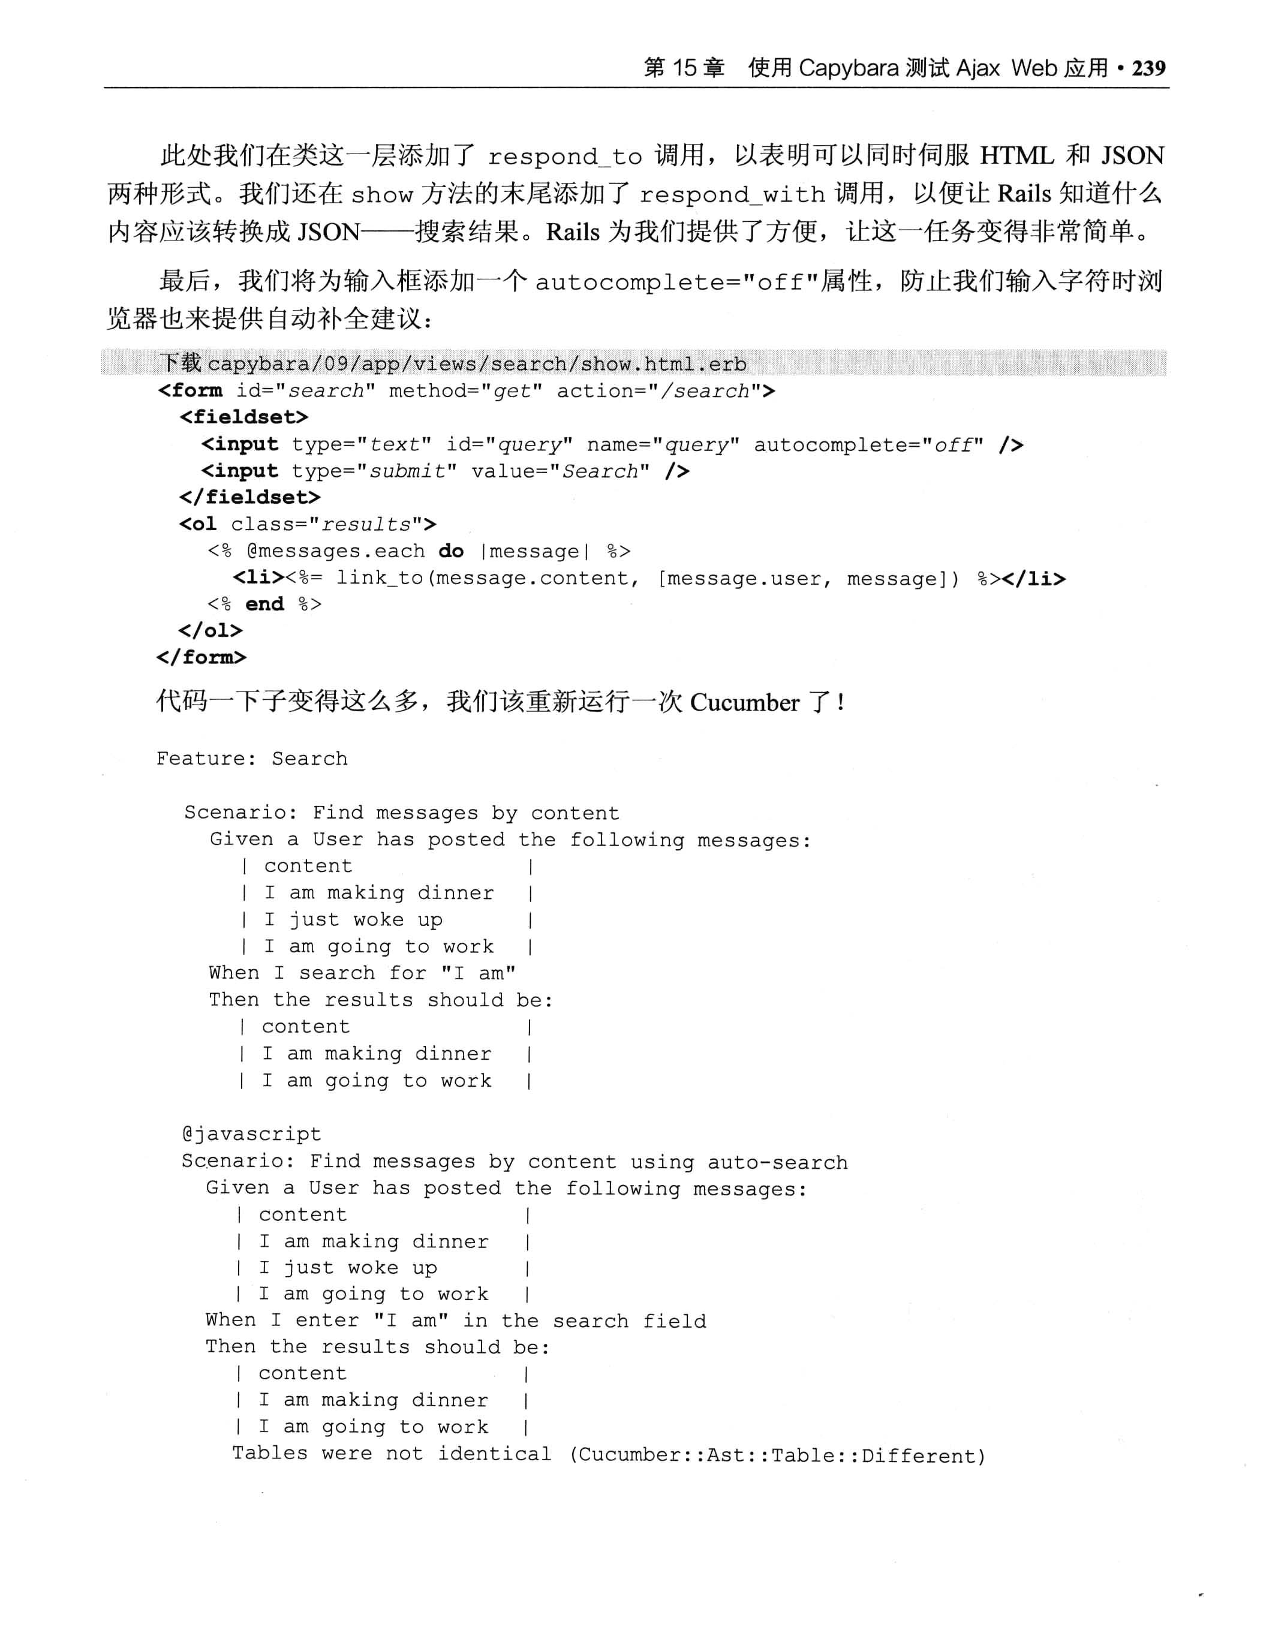 第 15 章 使用 Capybara 测试 Ajax Web 应用 • 239
此处我们在类这一层添加了 respond_to 调用，以表明可以同时伺服 HTML 和 JSON
两种形式。我们还在 show 方法的末尾添加了 respond_with 调用，以便让 Rails 知道什么
内容应该转换成 JSON——搜索结果。Rails 为我们提供了方便，让这一任务变得非常简单。
最后，我们将为输入框添加一个 autocomplete="off"属性，防止我们输入字符时浏
览器也来提供自动补全建议：
下载 capybara/09/app/views/search/show.html.erb
<form id="search" method="get" action="/search">
  <fieldset>
    <input type="text" id="query" name="query" autocomplete="off" />
    <input type="submit" value="Search" />
  </fieldset>
  <ol class="results">
    <% @messages.each do |message| %>
      <li><%= link_to(message.content, [message.user, message]) %></li>
    <% end %>
  </ol>
</form>
代码一下子变得这么多，我们该重新运行一次 Cucumber 了！
Feature: Search
  Scenario: Find messages by content
    Given a User has posted the following messages:
      | content           |
      | I am making dinner |
      | I just woke up    |
      | I am going to work |
    When I search for "I am"
    Then the results should be:
      | content           |
      | I am making dinner |
      | I am going to work |
  @javascript
  Scenario: Find messages by content using auto-search
    Given a User has posted the following messages:
      | content           |
      | I am making dinner |
      | I just woke up    |
      | I am going to work |
    When I enter "I am" in the search field
    Then the results should be:
      | content           |
      | I am making dinner |
      | I am going to work |
      Tables were not identical (Cucumber::Ast::Table::Different)